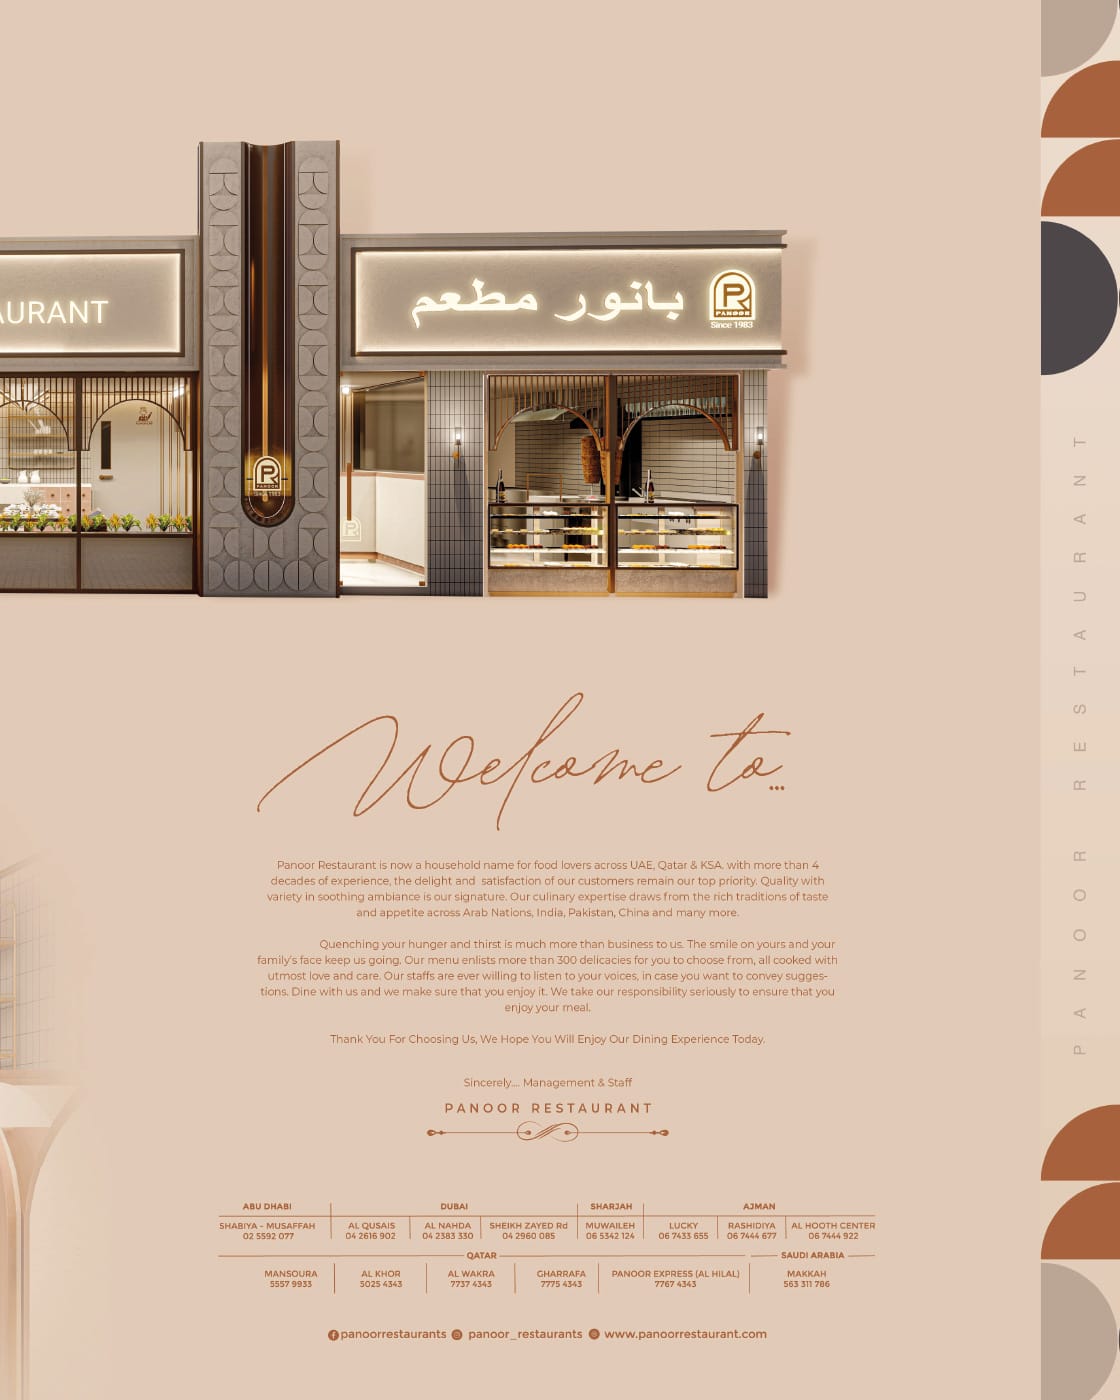 AURANT
بانور مطعم
PANOOR
Since 1983
PANOOR
Since 1983
Welcome to...
Panoor Restaurant is now a household name for food lovers across UAE, Qatar & KSA. with more than 4
decades of experience, the delight and satisfaction of our customers remain our top priority. Quality with
variety in soothing ambiance is our signature. Our culinary expertise draws from the rich traditions of taste
and appetite across Arab Nations, India, Pakistan, China and many more.
Quenching your hunger and thirst is much more than business to us. The smile on yours and your
family's face keep us going. Our menu enlists more than 300 delicacies for you to choose from, all cooked with
utmost love and care. Our staffs are ever willing to listen to your voices, in case you want to convey sugges-
tions. Dine with us and we make sure that you enjoy it. We take our responsibility seriously to ensure that you
enjoy your meal.
Thank You For Choosing Us, We Hope You Will Enjoy Our Dining Experience Today.
Sincerely.... Management & Staff
PANOOR RESTAURANT
ABU DHABI DUBAI SHARJAH AJMAN
SHABIYA - MUSAFFAH AL QUSAIS AL NAHDA SHEIKH ZAYED Rd MUWAILEH LUCKY RASHIDIYA AL HOOTH CENTER
02 5592 077 04 2616 902 04 2383 330 04 2960 085 06 5342 124 06 7433 655 06 7444 677 06 7444 922
QATAR SAUDI ARABIA
MANSOURA AL KHOR AL WAKRA GHARRAFA PANOOR EXPRESS (AL HILAL) MAKKAH
5557 9933 5025 4343 7737 4343 7775 4343 7767 4343 563 311 786
panoorrestaurants panoor_restaurants www.panoorrestaurant.com
PANOOR RESTAURANT